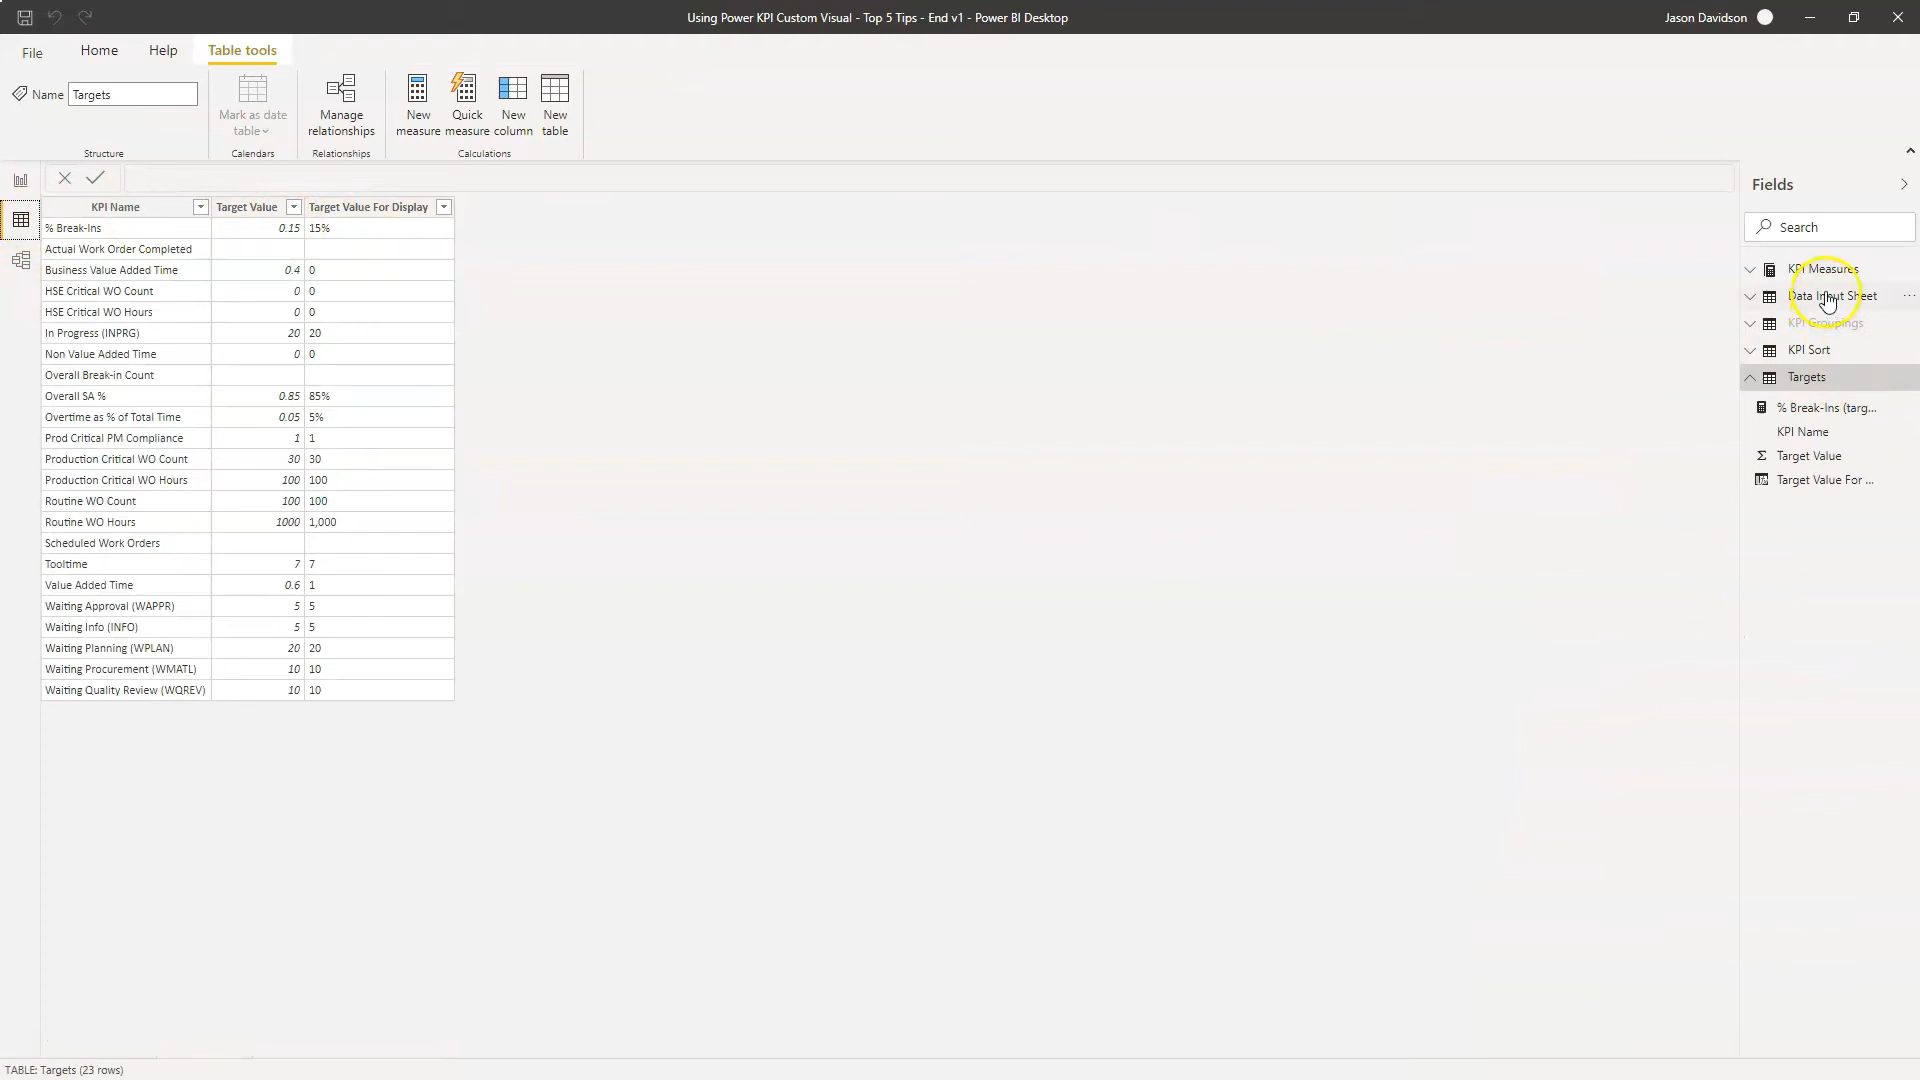 Using Power KPI Custom Visual - Top 5 Tips - End v1 - Power BI Desktop
Jason Davidson
File
Home
Help
Table tools
Name
Targets
Mark as date
table
Manage
relationships
New
measure
Quick
measure
New
column
New
table
Structure
Calendars
Relationships
Calculations
KPI Name Target Value Target Value For Display
% Break-Ins 0.15 15%
Actual Work Order Completed
Business Value Added Time 0.4 0
HSE Critical WO Count 0 0
HSE Critical WO Hours 0 0
In Progress (INPRG) 20 20
Non Value Added Time 0 0
Overall Break-in Count
Overall SA % 0.85 85%
Overtime as % of Total Time 0.05 5%
Prod Critical PM Compliance 1 1
Production Critical WO Count 30 30
Production Critical WO Hours 100 100
Routine WO Count 100 100
Routine WO Hours 1000 1,000
Scheduled Work Orders
Tooltime 7 7
Value Added Time 0.6 1
Waiting Approval (WAPPR) 5 5
Waiting Info (INFO) 5 5
Waiting Planning (WPLAN) 20 20
Waiting Procurement (WMATL) 10 10
Waiting Quality Review (WQREV) 10 10
Fields
Search
KPI Measures
Data Input Sheet
KPI Groupings
KPI Sort
Targets
% Break-Ins (targ...
KPI Name
Target Value
Target Value For ...
TABLE: Targets (23 rows)